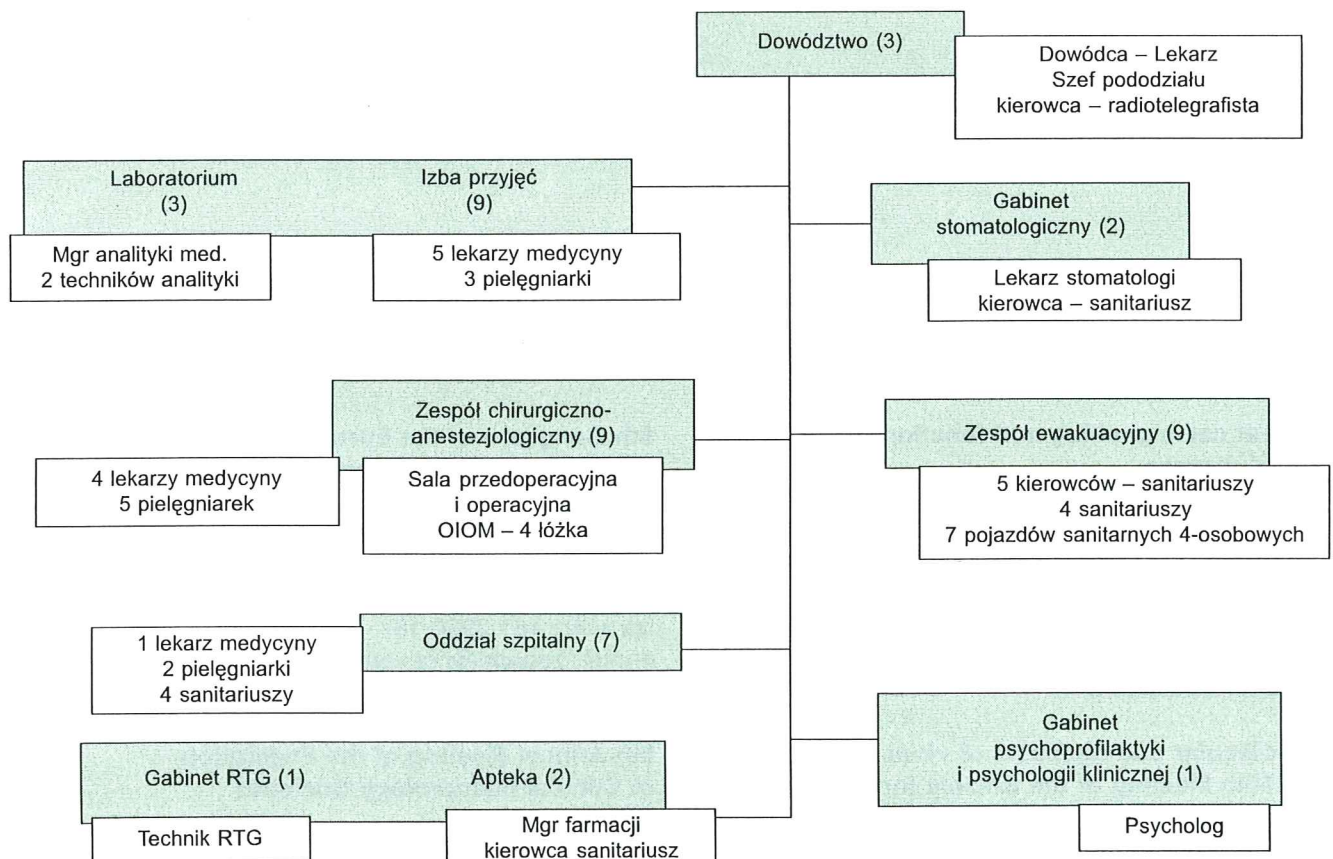 Dowództwo (3)
Dowódca – Lekarz
Szef pododziału
kierowca – radiotelegrafista
Laboratorium
(3)
Izba przyjęć
(9)
Mgr analityki med.
2 techników analityki
5 lekarzy medycyny
3 pielęgniarki
Gabinet
stomatologiczny (2)
Lekarz stomatologi
kierowca – sanitariusz
Zespół chirurgiczno-
anestezjologiczny (9)
4 lekarzy medycyny
5 pielęgniarek
Sala przedoperacyjna
i operacyjna
OIOM – 4 łóżka
Zespół ewakuacyjny (9)
5 kierowców – sanitariuszy
4 sanitariuszy
7 pojazdów sanitarnych 4-osobowych
Oddział szpitalny (7)
1 lekarz medycyny
2 pielęgniarki
4 sanitariuszy
Gabinet RTG (1)
Apteka (2)
Technik RTG
Mgr farmacji
kierowca sanitariusz
Gabinet
psychoprofilaktyki
i psychologii klinicznej (1)
Psycholog